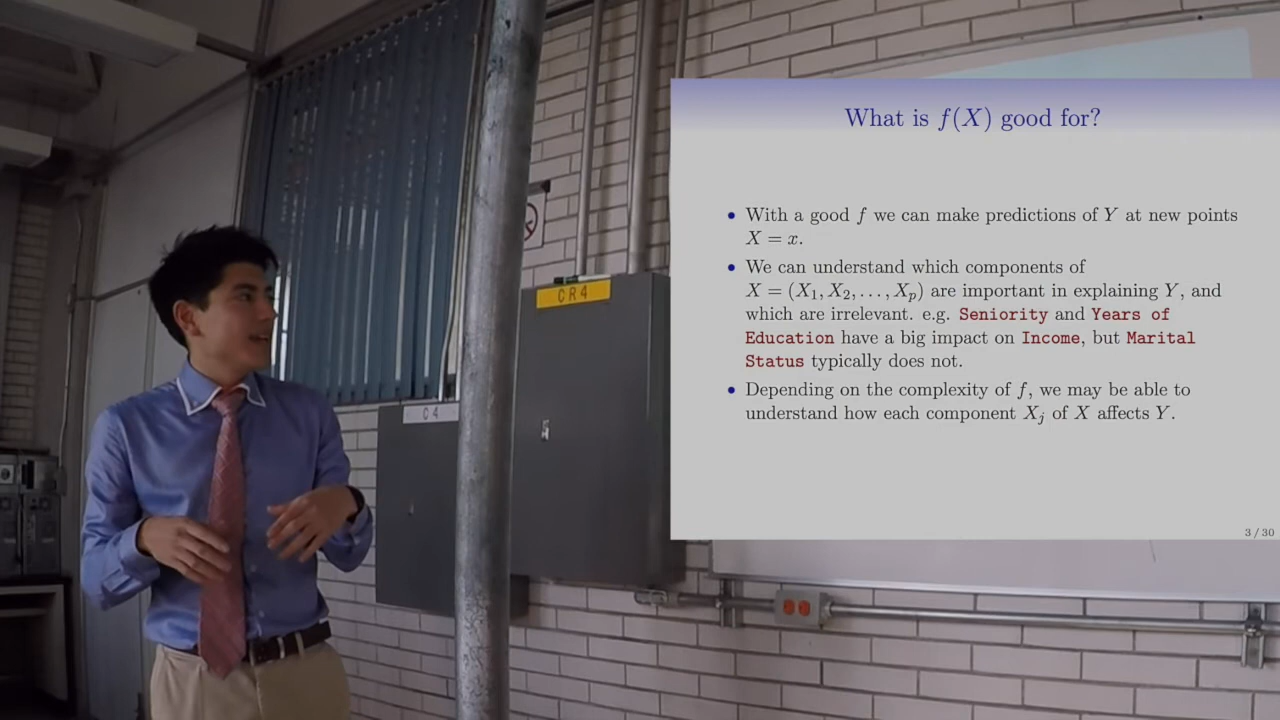 CR4
C4
What is f(X) good for?
• With a good f we can make predictions of Y at new points
X = x.
• We can understand which components of
X = (X₁, X₂, . . . , Xₚ) are important in explaining Y, and
which are irrelevant. e.g. Seniority and Years of
Education have a big impact on Income, but Marital
Status typically does not.
• Depending on the complexity of f, we may be able to
understand how each component Xⱼ of X affects Y.
3 / 30